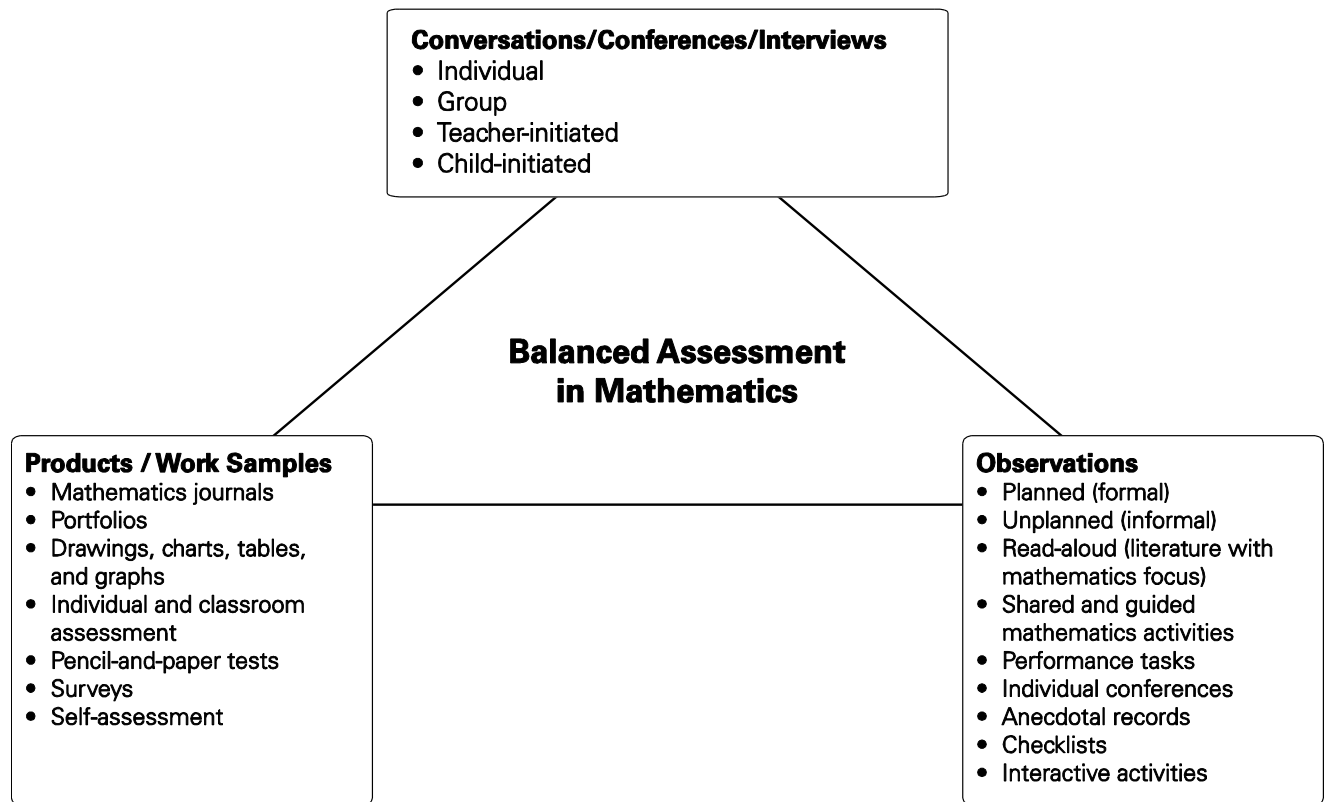 Conversations/Conferences/Interviews
• Individual
• Group
• Teacher-initiated
• Child-initiated
Balanced Assessment
in Mathematics
Products / Work Samples
• Mathematics journals
• Portfolios
• Drawings, charts, tables,
and graphs
• Individual and classroom
assessment
• Pencil-and-paper tests
• Surveys
• Self-assessment
Observations
• Planned (formal)
• Unplanned (informal)
• Read-aloud (literature with
mathematics focus)
• Shared and guided
mathematics activities
• Performance tasks
• Individual conferences
• Anecdotal records
• Checklists
• Interactive activities